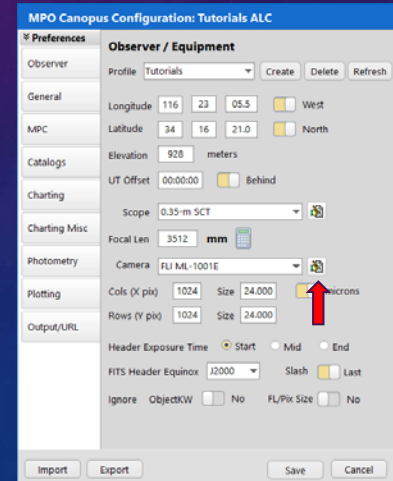 MPO Canopus Configuration: Tutorials ALC
Preferences
Observer
General
MPC
Catalogs
Charting
Charting Misc
Photometry
Plotting
Output/URL
Observer / Equipment
Profile Tutorials Create Delete Refresh
Longitude 116 23 05.5 West
Latitude 34 16 21.0 North
Elevation 928 meters
UT Offset 00:00:00 Behind
Scope 0.35-m SCT
Focal Len 3512 mm
Camera FLI ML-1001E
Cols (X pix) 1024 Size 24.000
Rows (Y pix) 1024 Size 24.000
Header Exposure Time Start Mid End
FITS Header Equinox J2000 Slash Last
Ignore ObjectKW No FL/Pix Size No
Import Export Save Cancel